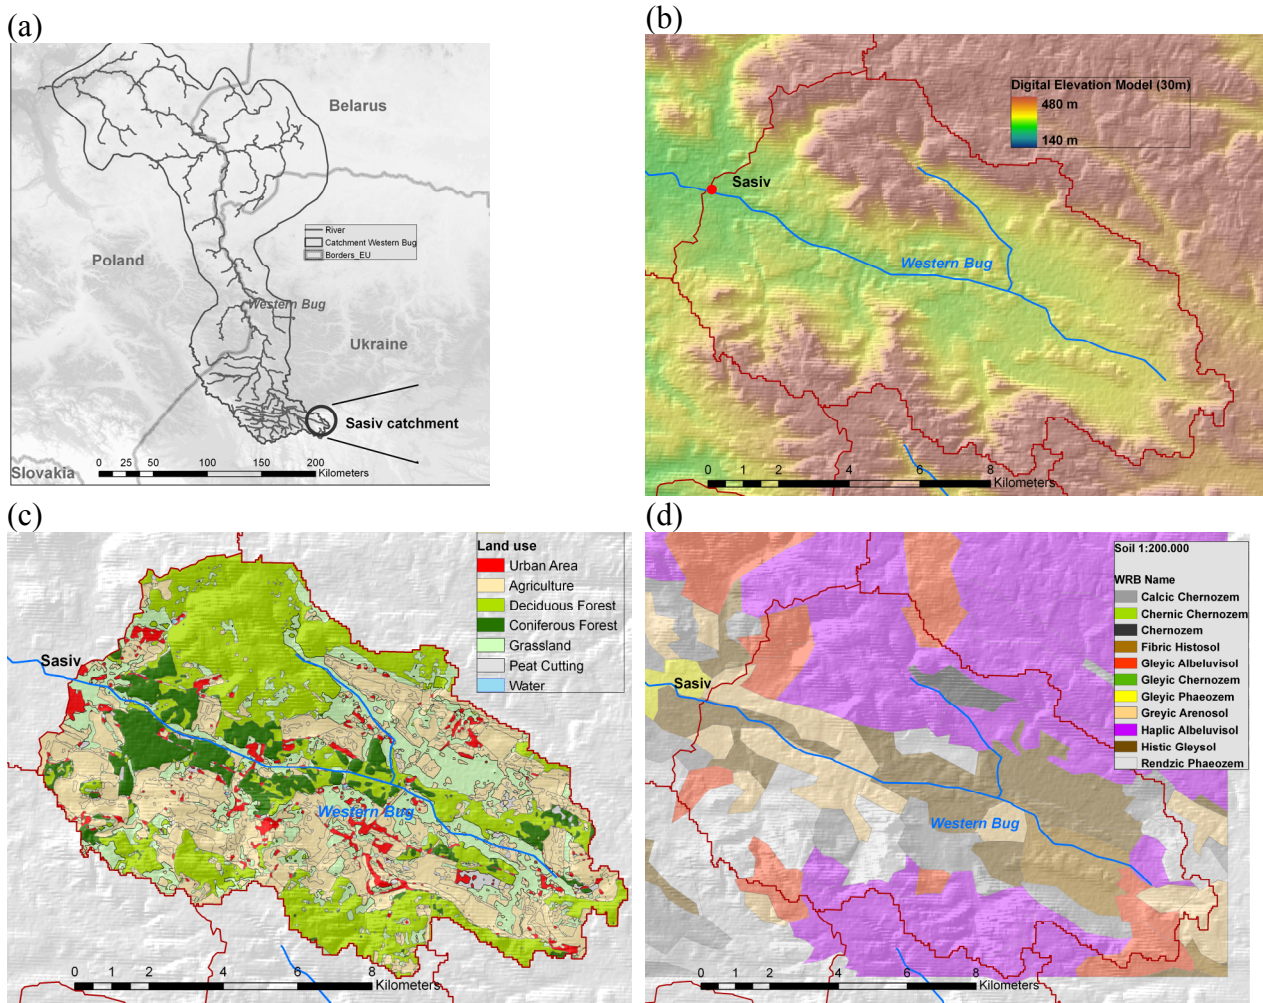 (a)
Belarus
River
Catchment Western Bug
Borders_EU
Poland
Western Bug
Ukraine
Sasiv catchment
0 25 50 100 150 200
Kilometers
Slovakia
(b)
Digital Elevation Model (30m)
480 m
140 m
Sasiv
Western Bug
0 1 2 4 6 8
Kilometers
(c)
Land use
Urban Area
Agriculture
Deciduous Forest
Coniferous Forest
Grassland
Peat Cutting
Water
Sasiv
Western Bug
0 1 2 4 6 8
Kilometers
(d)
Soil 1:200.000
WRB Name
Calcic Chernozem
Chernic Chernozem
Chernozem
Fibric Histosol
Gleyic Albeluvisol
Gleyic Chernozem
Gleyic Phaeozem
Greyic Arenosol
Haplic Albeluvisol
Histic Gleysol
Rendzic Phaeozem
Sasiv
Western Bug
0 1 2 4 6 8
Kilometers